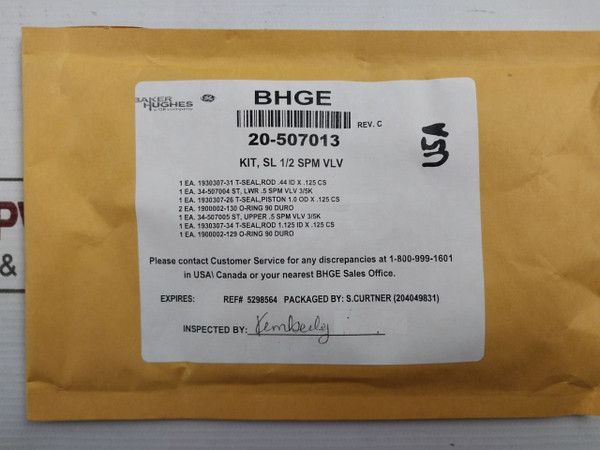 BAKER
HUGHES
BHGE
REV. C
20-507013
USA
KIT, SL 1/2 SPM VLV
1 EA. 1930307-31 T-SEAL,ROD .44 ID X .125 CS
1 EA. 34-507004 ST, LWR .5 SPM VLV 3/5K
1 EA. 1930307-26 T-SEAL,PISTON 1.0 OD X .125 CS
2 EA. 1900002-130 O-RING 90 DURO
1 EA. 34-507005 ST, UPPER .5 SPM VLV 3/5K
1 EA. 1930307-34 T-SEAL,ROD 1.125 ID X .125 CS
1 EA. 1900002-129 O-RING 90 DURO
Please contact Customer Service for any discrepancies at 1-800-999-1601
in USA\ Canada or your nearest BHGE Sales Office.
EXPIRES: REF# 5298564 PACKAGED BY: S.CURTNER (204049831)
INSPECTED BY: Kimberly
&